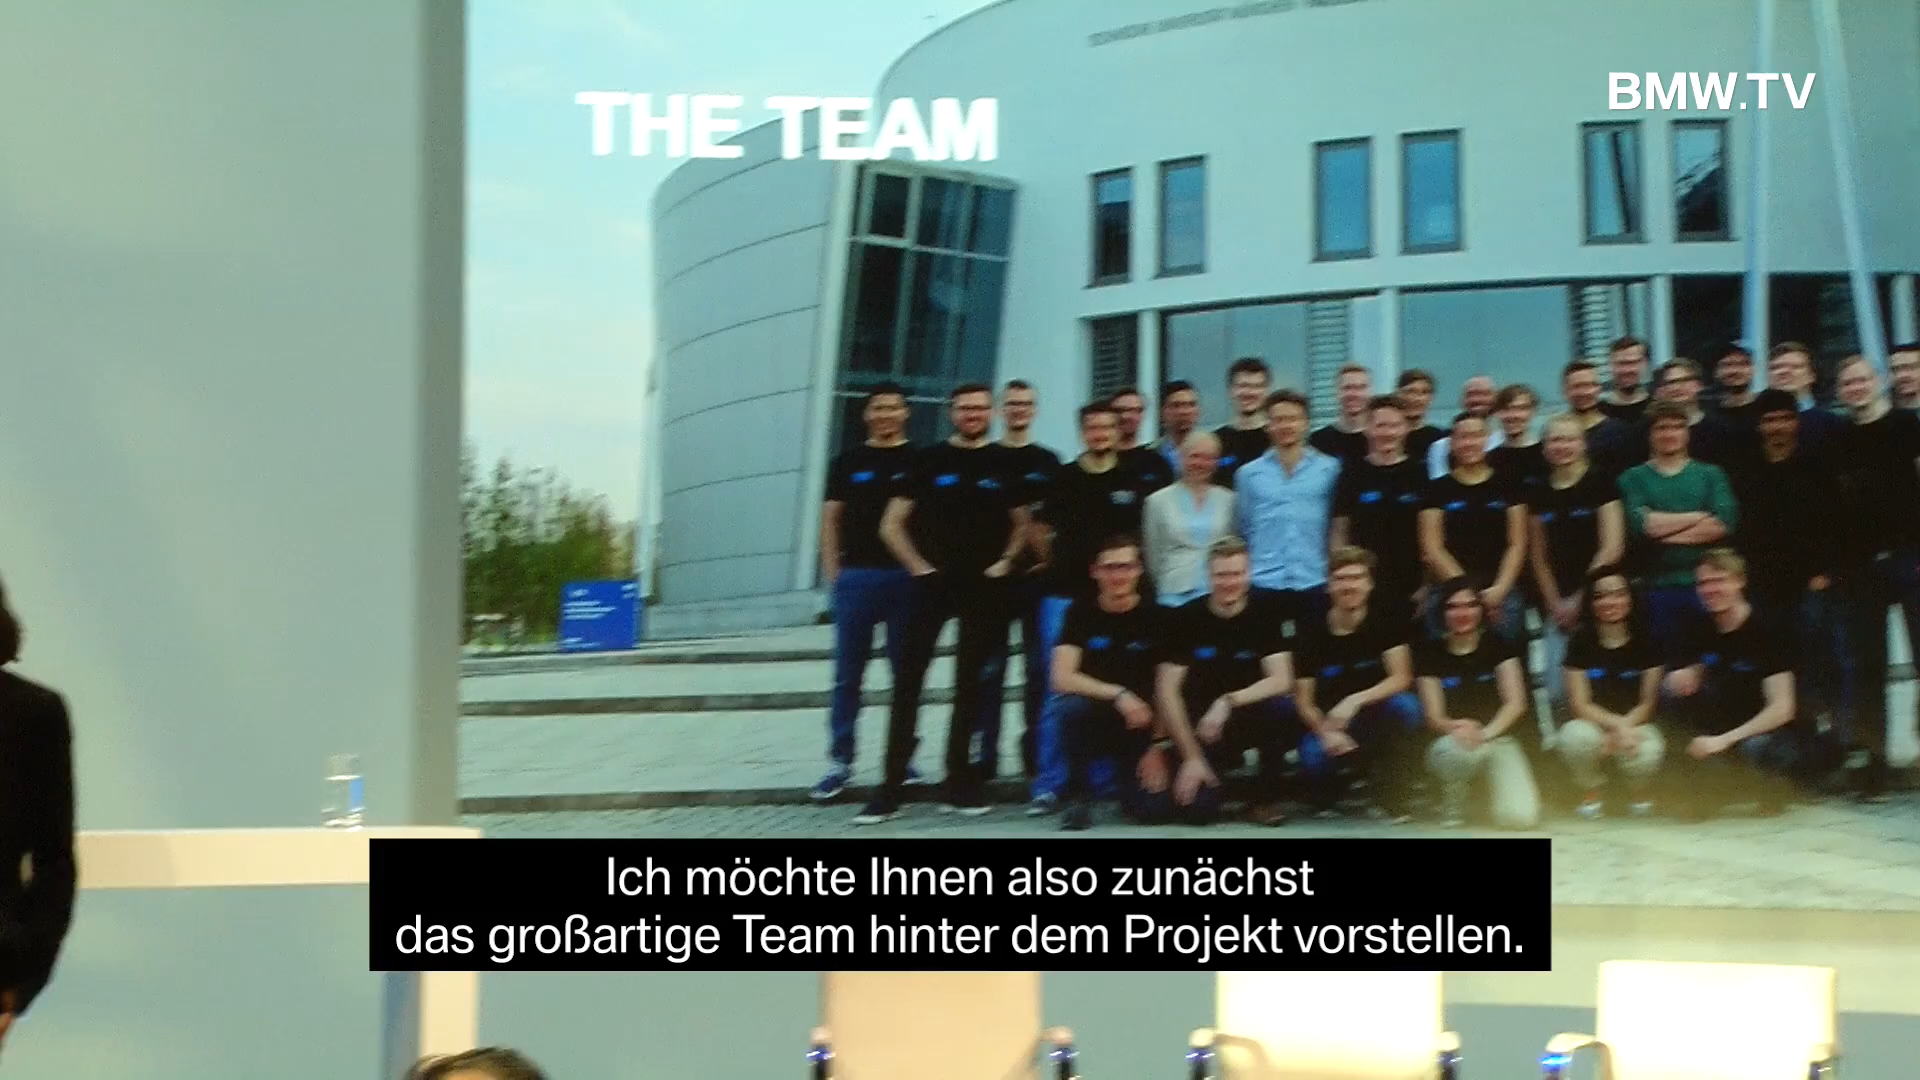 THE TEAM
BMW.TV
Ich möchte Ihnen also zunächst
das großartige Team hinter dem Projekt vorstellen.